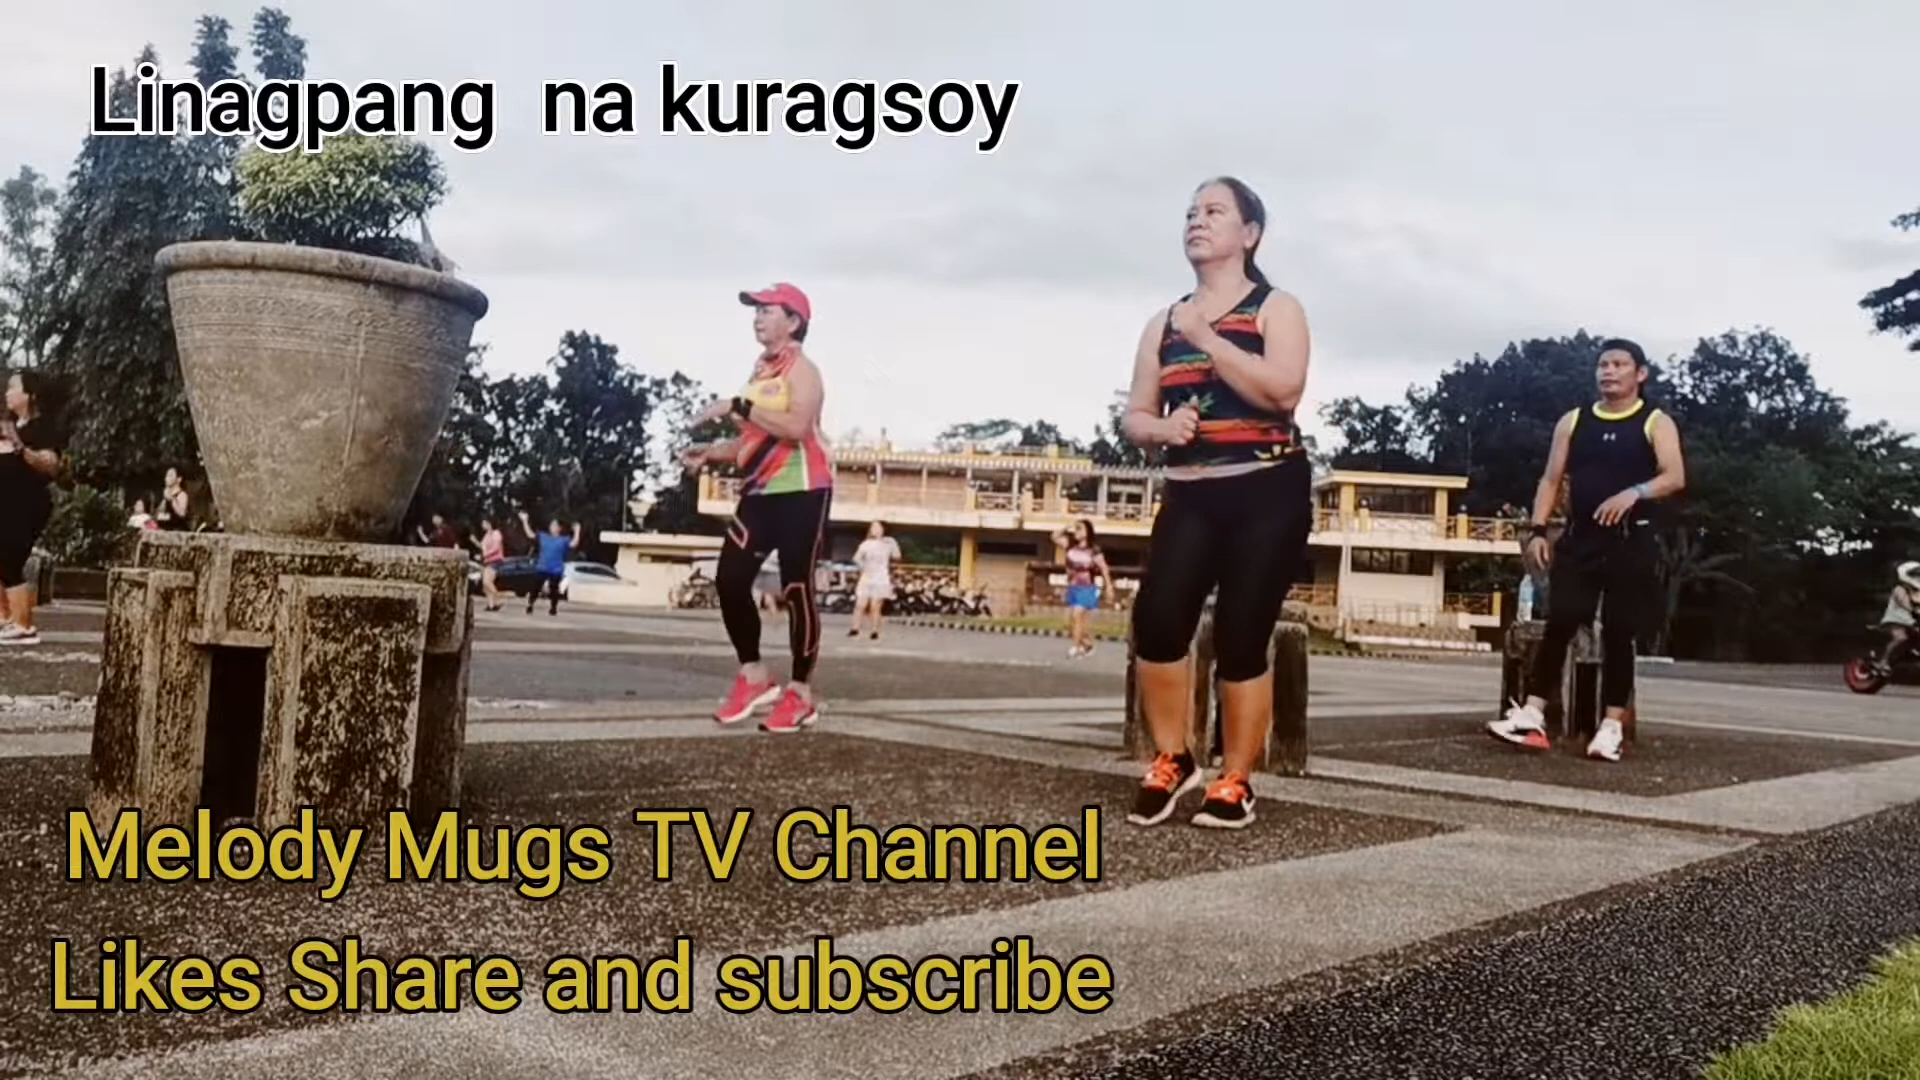 Linagpang na kuragsoy
Melody Mugs TV Channel
Likes Share and subscribe